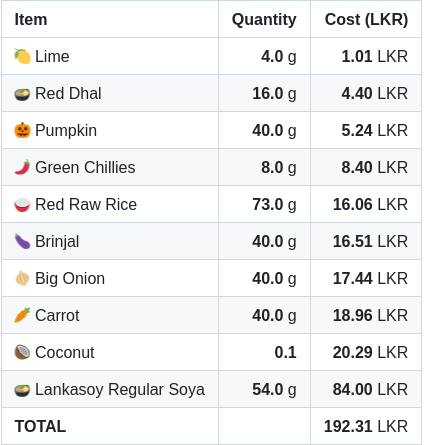 Item Quantity Cost (LKR)
Lime 4.0 g 1.01 LKR
Red Dhal 16.0 g 4.40 LKR
Pumpkin 40.0 g 5.24 LKR
Green Chillies 8.0 g 8.40 LKR
Red Raw Rice 73.0 g 16.06 LKR
Brinjal 40.0 g 16.51 LKR
Big Onion 40.0 g 17.44 LKR
Carrot 40.0 g 18.96 LKR
Coconut 0.1 20.29 LKR
Lankasoy Regular Soya 54.0 g 84.00 LKR
TOTAL 192.31 LKR